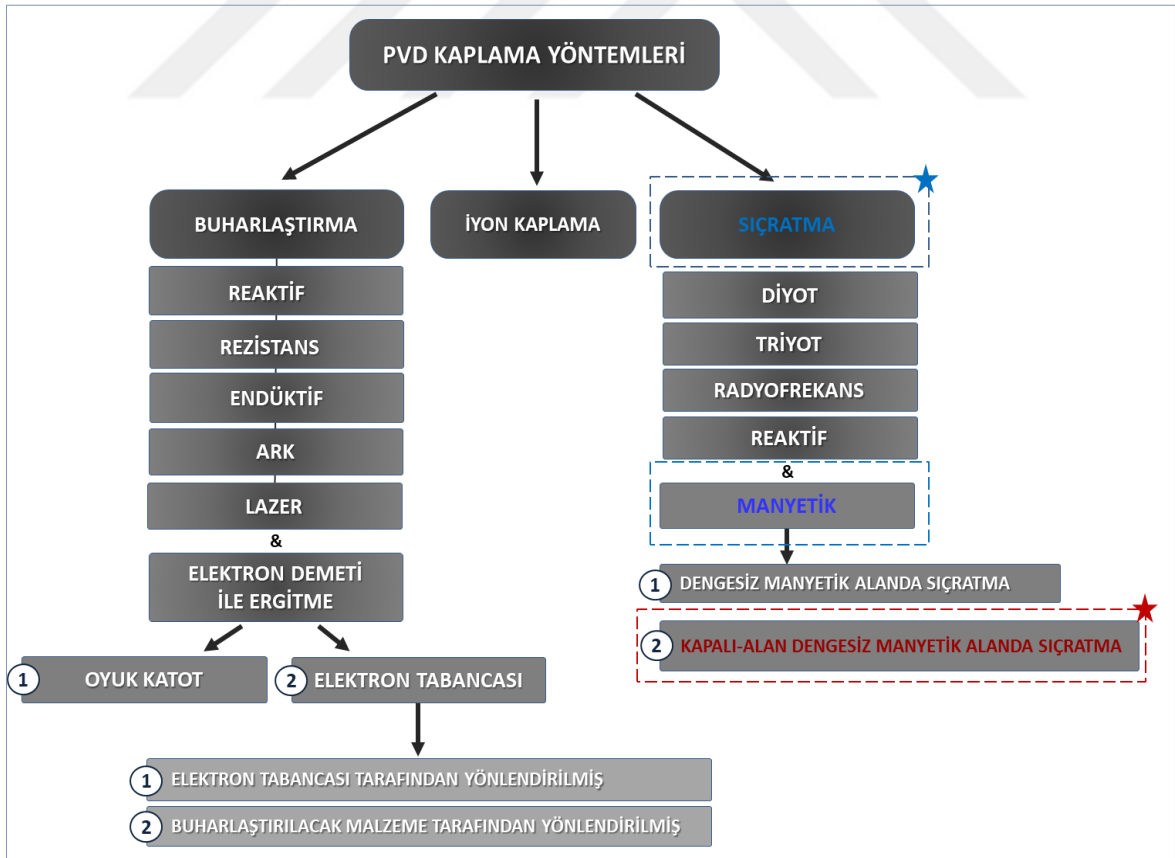 PVD KAPLAMA YÖNTEMLERİ
BUHARLAŞTIRMA
REAKTİF
REZİSTANS
ENDÜKTİF
ARK
LAZER
&
ELEKTRON DEMETİ
İLE ERGİTME
1 OYUK KATOT
2 ELEKTRON TABANCASI
1 ELEKTRON TABANCASI TARAFINDAN YÖNLENDİRİLMİŞ
2 BUHARLAŞTIRILACAK MALZEME TARAFINDAN YÖNLENDİRİLMİŞ
İYON KAPLAMA
SIÇRATMA
DİYOT
TRİYOT
RADYOFREKANS
REAKTİF
&
MANYETİK
1 DENGESİZ MANYETİK ALANDA SIÇRATMA
2 KAPALI-ALAN DENGESİZ MANYETİK ALANDA SIÇRATMA